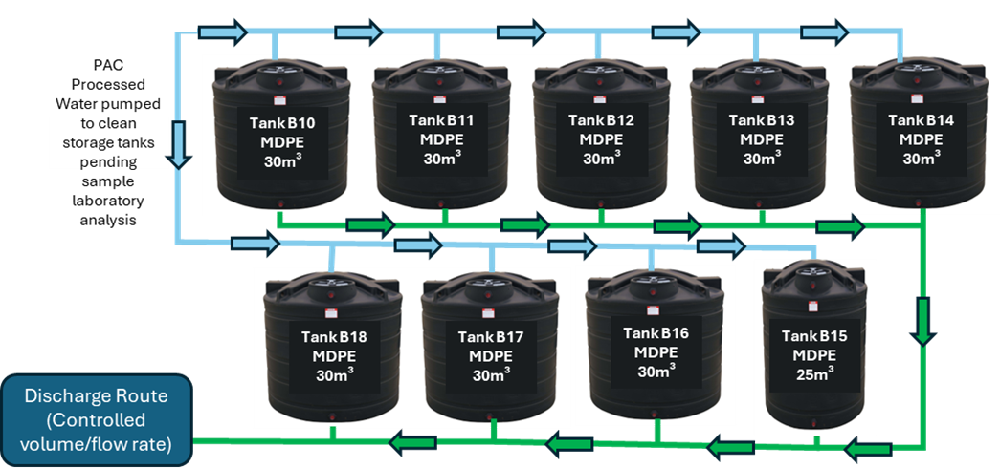 PAC
Processed
Water pumped
to clean
storage tanks
pending
sample
laboratory
analysis
Tank B10
MDPE
30m³
Tank B11
MDPE
30m³
Tank B12
MDPE
30m³
Tank B13
MDPE
30m³
Tank B14
MDPE
30m³
Tank B18
MDPE
30m³
Tank B17
MDPE
30m³
Tank B16
MDPE
30m³
Tank B15
MDPE
25m³
Discharge Route
(Controlled
volume/flow rate)